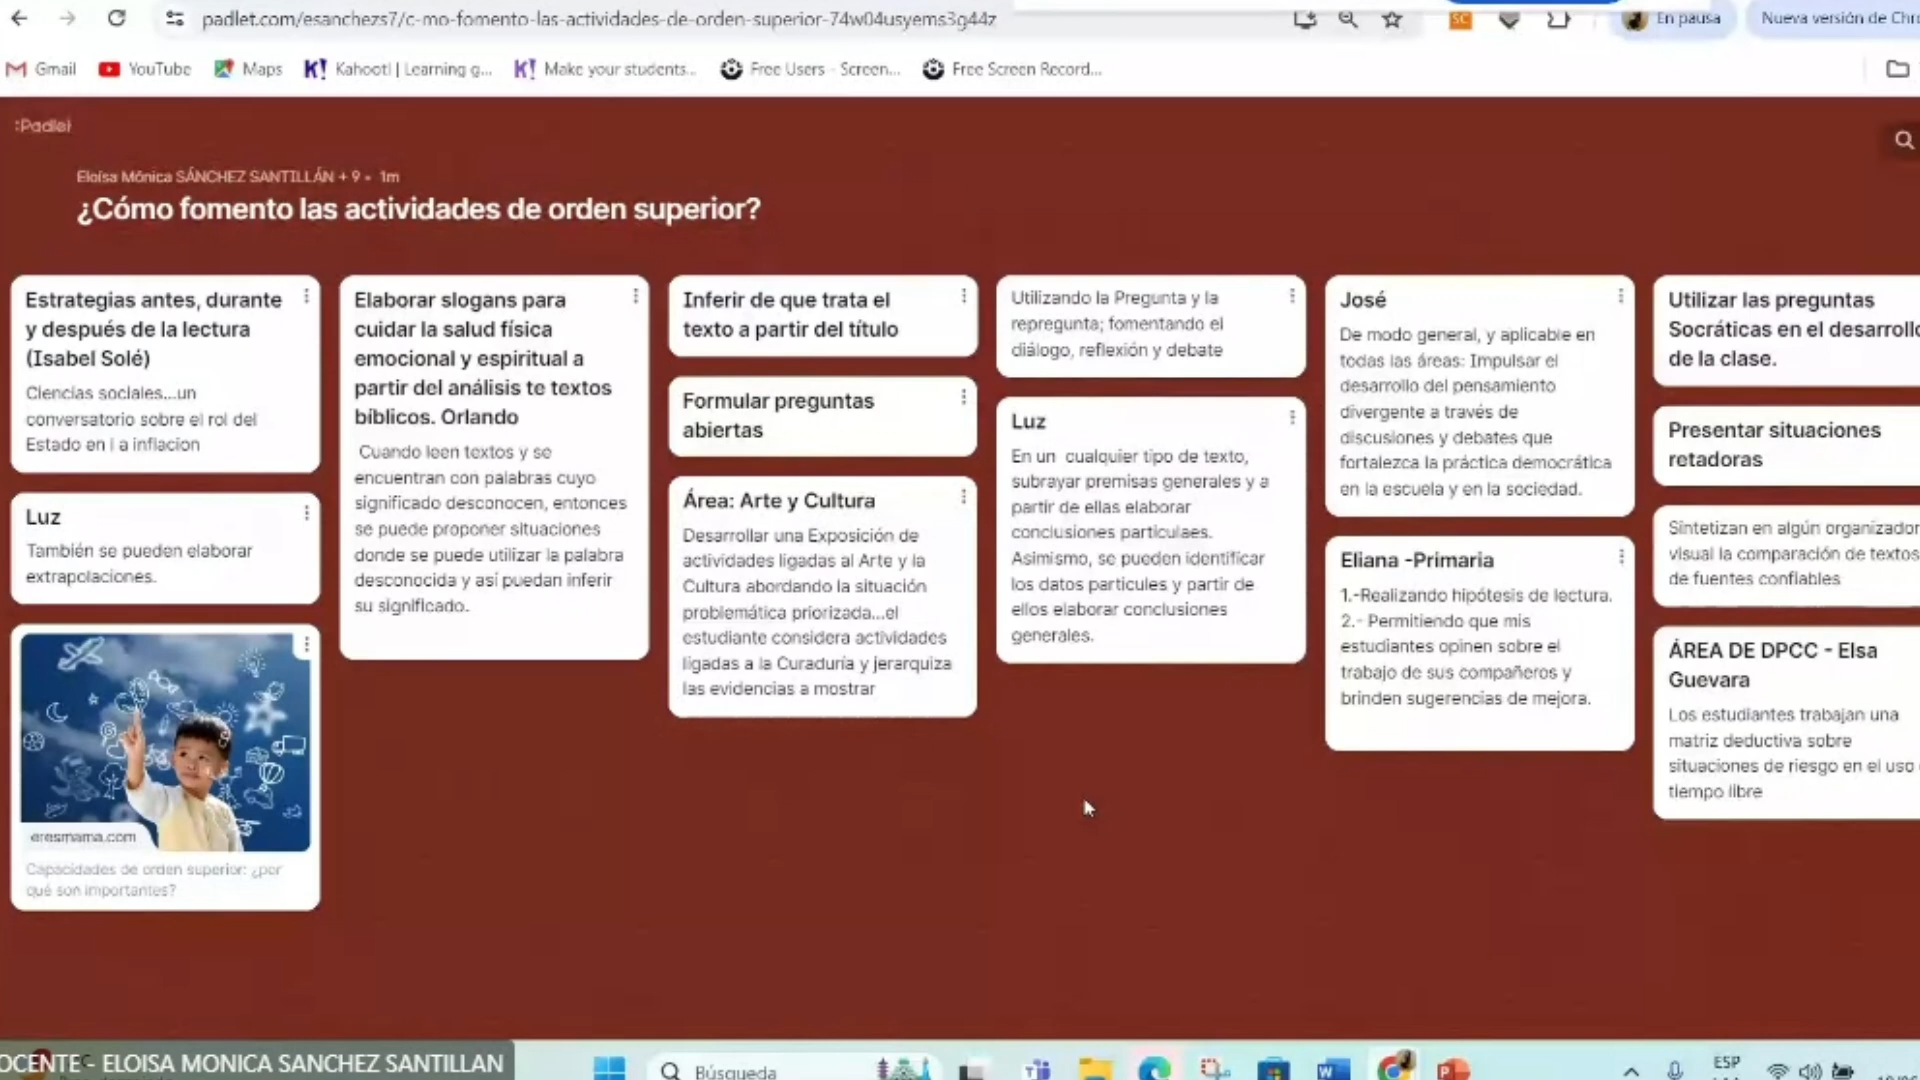 padlet.com/esanchezs7/c-mo-fomento-las-actividades-de-orden-superior-74w04usyems3g44z
SC
En pausa
Nueva versión de Chro
Gmail
YouTube
Maps
Kahoot! | Learning g...
Make your students...
Free Users - Screen...
Free Screen Record...
:Padlet
Eloísa Mónica SÁNCHEZ SANTILLÁN + 9 • 1m
¿Cómo fomento las actividades de orden superior?
Estrategias antes, durante
y después de la lectura
(Isabel Solé)
Ciencias sociales...un
conversatorio sobre el rol del
Estado en l a inflacion
Luz
También se pueden elaborar
extrapolaciones.
eresmama.com
Capacidades de orden superior: ¿por
qué son importantes?
Elaborar slogans para
cuidar la salud física
emocional y espiritual a
partir del análisis te textos
bíblicos. Orlando
Cuando leen textos y se
encuentran con palabras cuyo
significado desconocen, entonces
se puede proponer situaciones
donde se puede utilizar la palabra
desconocida y así puedan inferir
su significado.
Inferir de que trata el
texto a partir del título
Formular preguntas
abiertas
Área: Arte y Cultura
Desarrollar una Exposición de
actividades ligadas al Arte y la
Cultura abordando la situación
problemática priorizada...el
estudiante considera actividades
ligadas a la Curaduría y jerarquiza
las evidencias a mostrar
Utilizando la Pregunta y la
repregunta; fomentando el
diálogo, reflexión y debate
Luz
En un cualquier tipo de texto,
subrayar premisas generales y a
partir de ellas elaborar
conclusiones particulaes.
Asimismo, se pueden identificar
los datos particules y partir de
ellos elaborar conclusiones
generales.
José
De modo general, y aplicable en
todas las áreas: Impulsar el
desarrollo del pensamiento
divergente a través de
discusiones y debates que
fortalezca la práctica democrática
en la escuela y en la sociedad.
Eliana -Primaria
1.-Realizando hipótesis de lectura.
2.- Permitiendo que mis
estudiantes opinen sobre el
trabajo de sus compañeros y
brinden sugerencias de mejora.
Utilizar las preguntas
Socráticas en el desarrollo
de la clase.
Presentar situaciones
retadoras
Sintetizan en algún organizador
visual la comparación de textos
de fuentes confiables
ÁREA DE DPCC - Elsa
Guevara
Los estudiantes trabajan una
matriz deductiva sobre
situaciones de riesgo en el uso
tiempo libre
OCENTE - ELOISA MONICA SANCHEZ SANTILLAN
Búsqueda
ESP